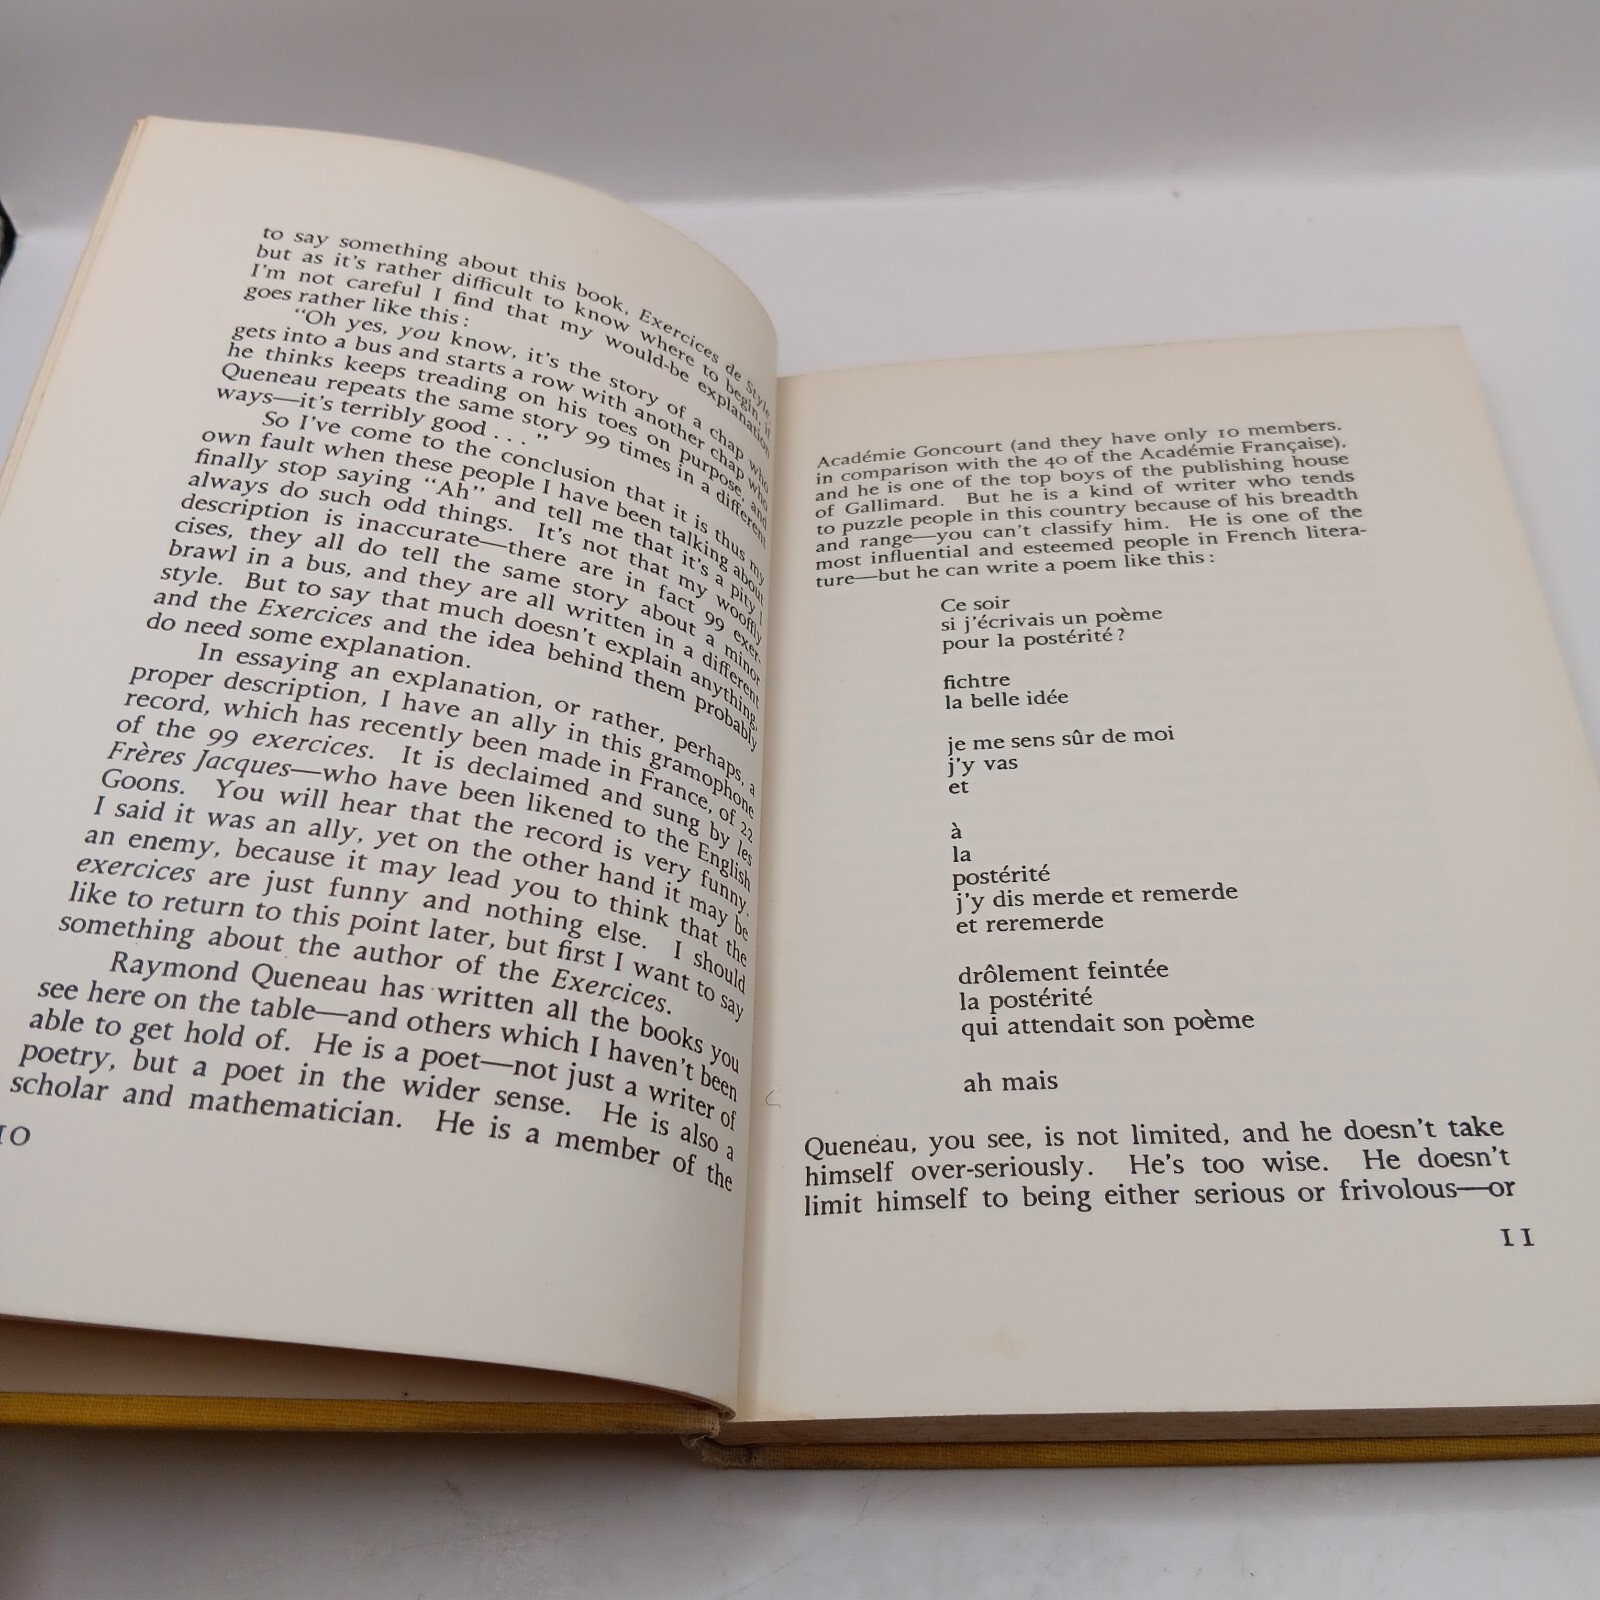 to say something about this book, Exercices de Style
but as it's rather difficult to know where to begin, if
I'm not careful I find that my would-be explanation
goes rather like this:
"Oh yes, you know, it's the story of a chap who
gets into a bus and starts a row with another chap who
he thinks keeps treading on his toes on purpose, and
Queneau repeats the same story 99 times in a different
ways—it's terribly good . . . "
So I've come to the conclusion that it is thus my
own fault when these people I have been talking about
finally stop saying "Ah" and tell me that it's a pity I
always do such odd things. It's not that my woolly
description is inaccurate—there are in fact 99 exer-
cises, they all do tell the same story about a minor
brawl in a bus, and they are all written in a different
style. But to say that much doesn't explain anything,
and the Exercices and the idea behind them probably
do need some explanation.
In essaying an explanation, or rather, perhaps, a
proper description, I have an ally in this gramophone
record, which has recently been made in France, of 22
of the 99 exercices. It is declaimed and sung by les
Frères Jacques—who have been likened to the English
Goons. You will hear that the record is very funny.
I said it was an ally, yet on the other hand it may be
an enemy, because it may lead you to think that the
exercices are just funny and nothing else. I should
like to return to this point later, but first I want to say
something about the author of the Exercices.
Raymond Queneau has written all the books you
see here on the table—and others which I haven't been
able to get hold of. He is a poet—not just a writer of
poetry, but a poet in the wider sense. He is also a
scholar and mathematician. He is a member of the
10
Académie Goncourt (and they have only 10 members,
in comparison with the 40 of the Académie Française),
and he is one of the top boys of the publishing house
of Gallimard. But he is a kind of writer who tends
to puzzle people in this country because of his breadth
and range—you can't classify him. He is one of the
most influential and esteemed people in French litera-
ture—but he can write a poem like this:
Ce soir
si j'écrivais un poème
pour la postérité?
fichtre
la belle idée
je me sens sûr de moi
j'y vas
et
à
la
postérité
j'y dis merde et remerde
et reremerde
drôlement feintée
la postérité
qui attendait son poème
ah mais
Queneau, you see, is not limited, and he doesn't take
himself over-seriously. He's too wise. He doesn't
limit himself to being either serious or frivolous—or
11